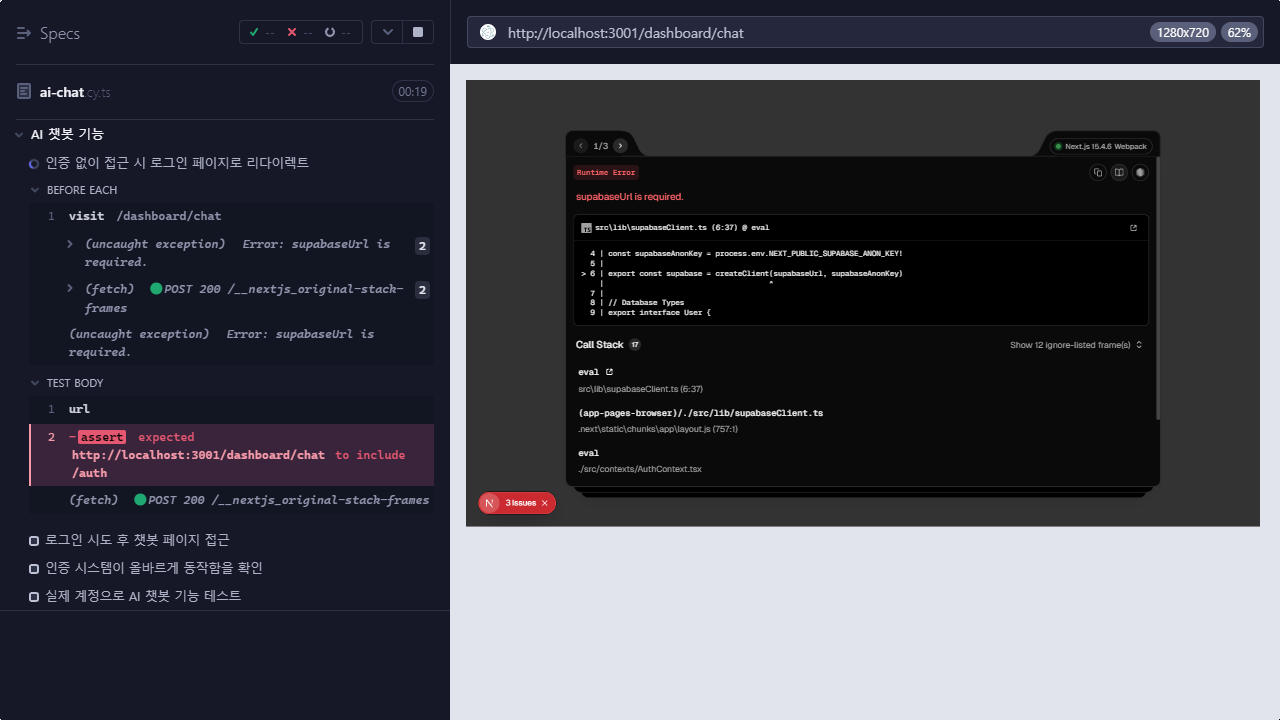 Specs
--
--
--
ai-chat.cy.ts
00:19
AI 챗봇 기능
인증 없이 접근 시 로그인 페이지로 리다이렉트
BEFORE EACH
1 visit /dashboard/chat
(uncaught exception) Error: supabaseUrl is required.
2
(fetch) POST 200 /__nextjs_original-stack-frames
2
(uncaught exception) Error: supabaseUrl is required.
TEST BODY
1 url
2 -assert expected
http://localhost:3001/dashboard/chat to include
/auth
(fetch) POST 200 /__nextjs_original-stack-frames
로그인 시도 후 챗봇 페이지 접근
인증 시스템이 올바르게 동작함을 확인
실제 계정으로 AI 챗봇 기능 테스트
http://localhost:3001/dashboard/chat
1280x720
62%
1/3
Next.js 15.4.6 Webpack
Runtime Error
supabaseUrl is required.
src\lib\supabaseClient.ts (6:37) @ eval
4 | const supabaseAnonKey = process.env.NEXT_PUBLIC_SUPABASE_ANON_KEY!
5 |
> 6 | export const supabase = createClient(supabaseUrl, supabaseAnonKey)
| ^
7 |
8 | // Database Types
9 | export interface User {
Call Stack 17
Show 12 ignore-listed frame(s)
eval
src\lib\supabaseClient.ts (6:37)
(app-pages-browser)/./src/lib/supabaseClient.ts
.next\static\chunks\app\layout.js (757:1)
eval
./src/contexts/AuthContext.tsx
N 3 Issues